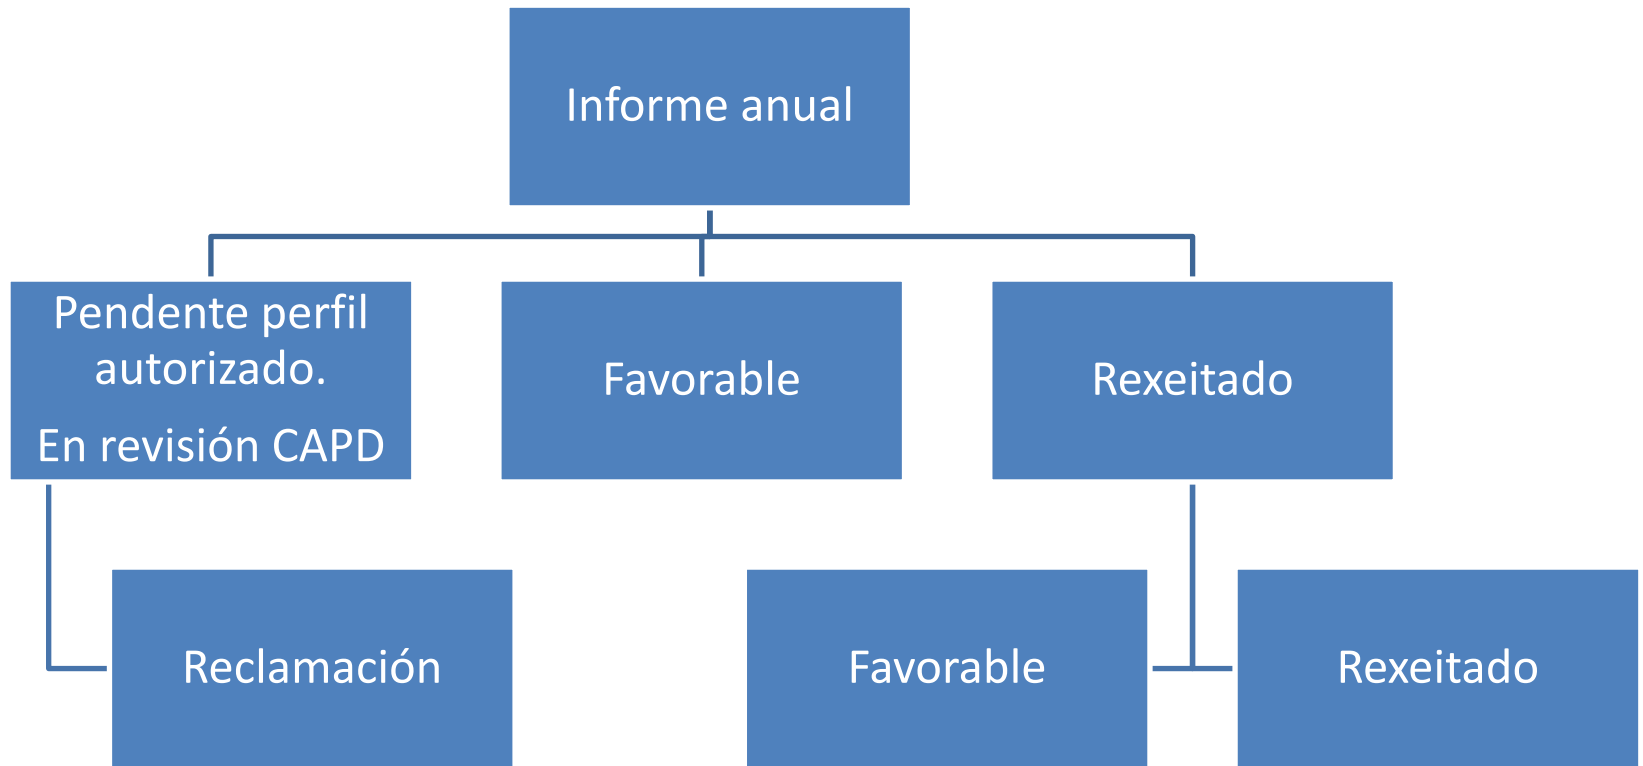 Informe anual
Pendente perfil
autorizado.
En revisión CAPD
Favorable
Rexeitado
Reclamación
Favorable
Rexeitado